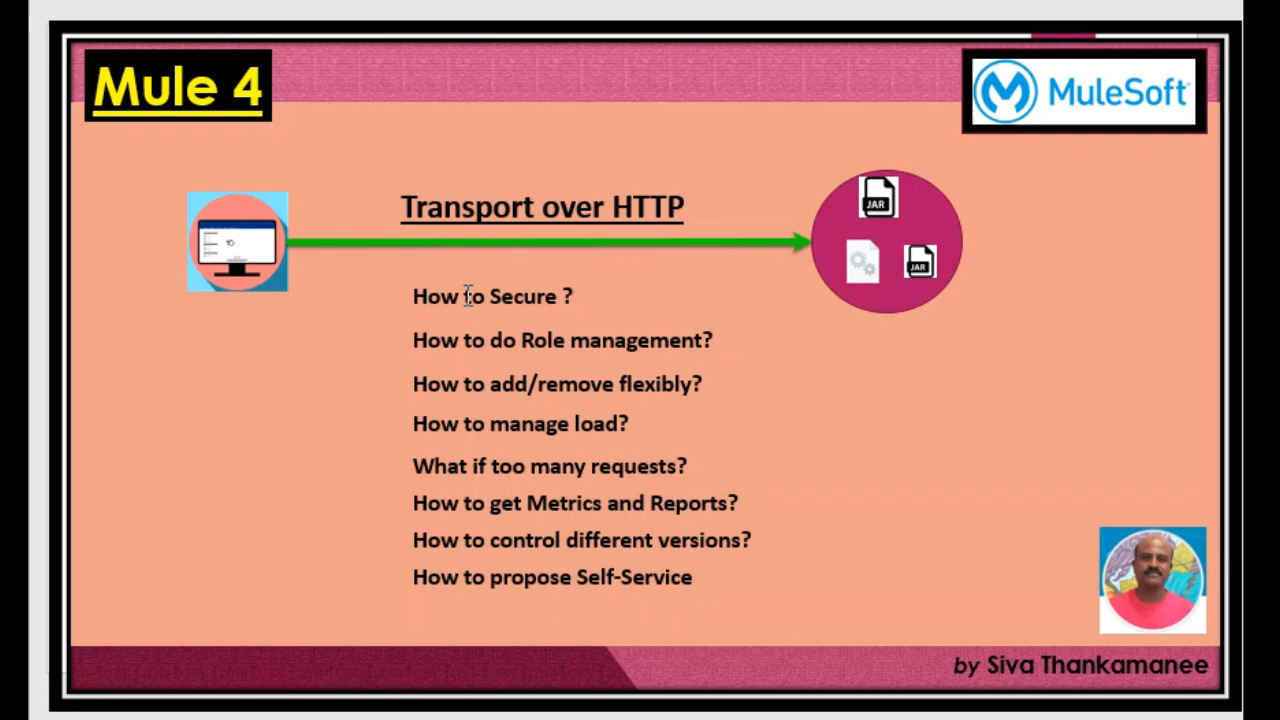 Mule 4
MuleSoft
Transport over HTTP
JAR
JAR
How to Secure ?
How to do Role management?
How to add/remove flexibly?
How to manage load?
What if too many requests?
How to get Metrics and Reports?
How to control different versions?
How to propose Self-Service
by Siva Thankamanee